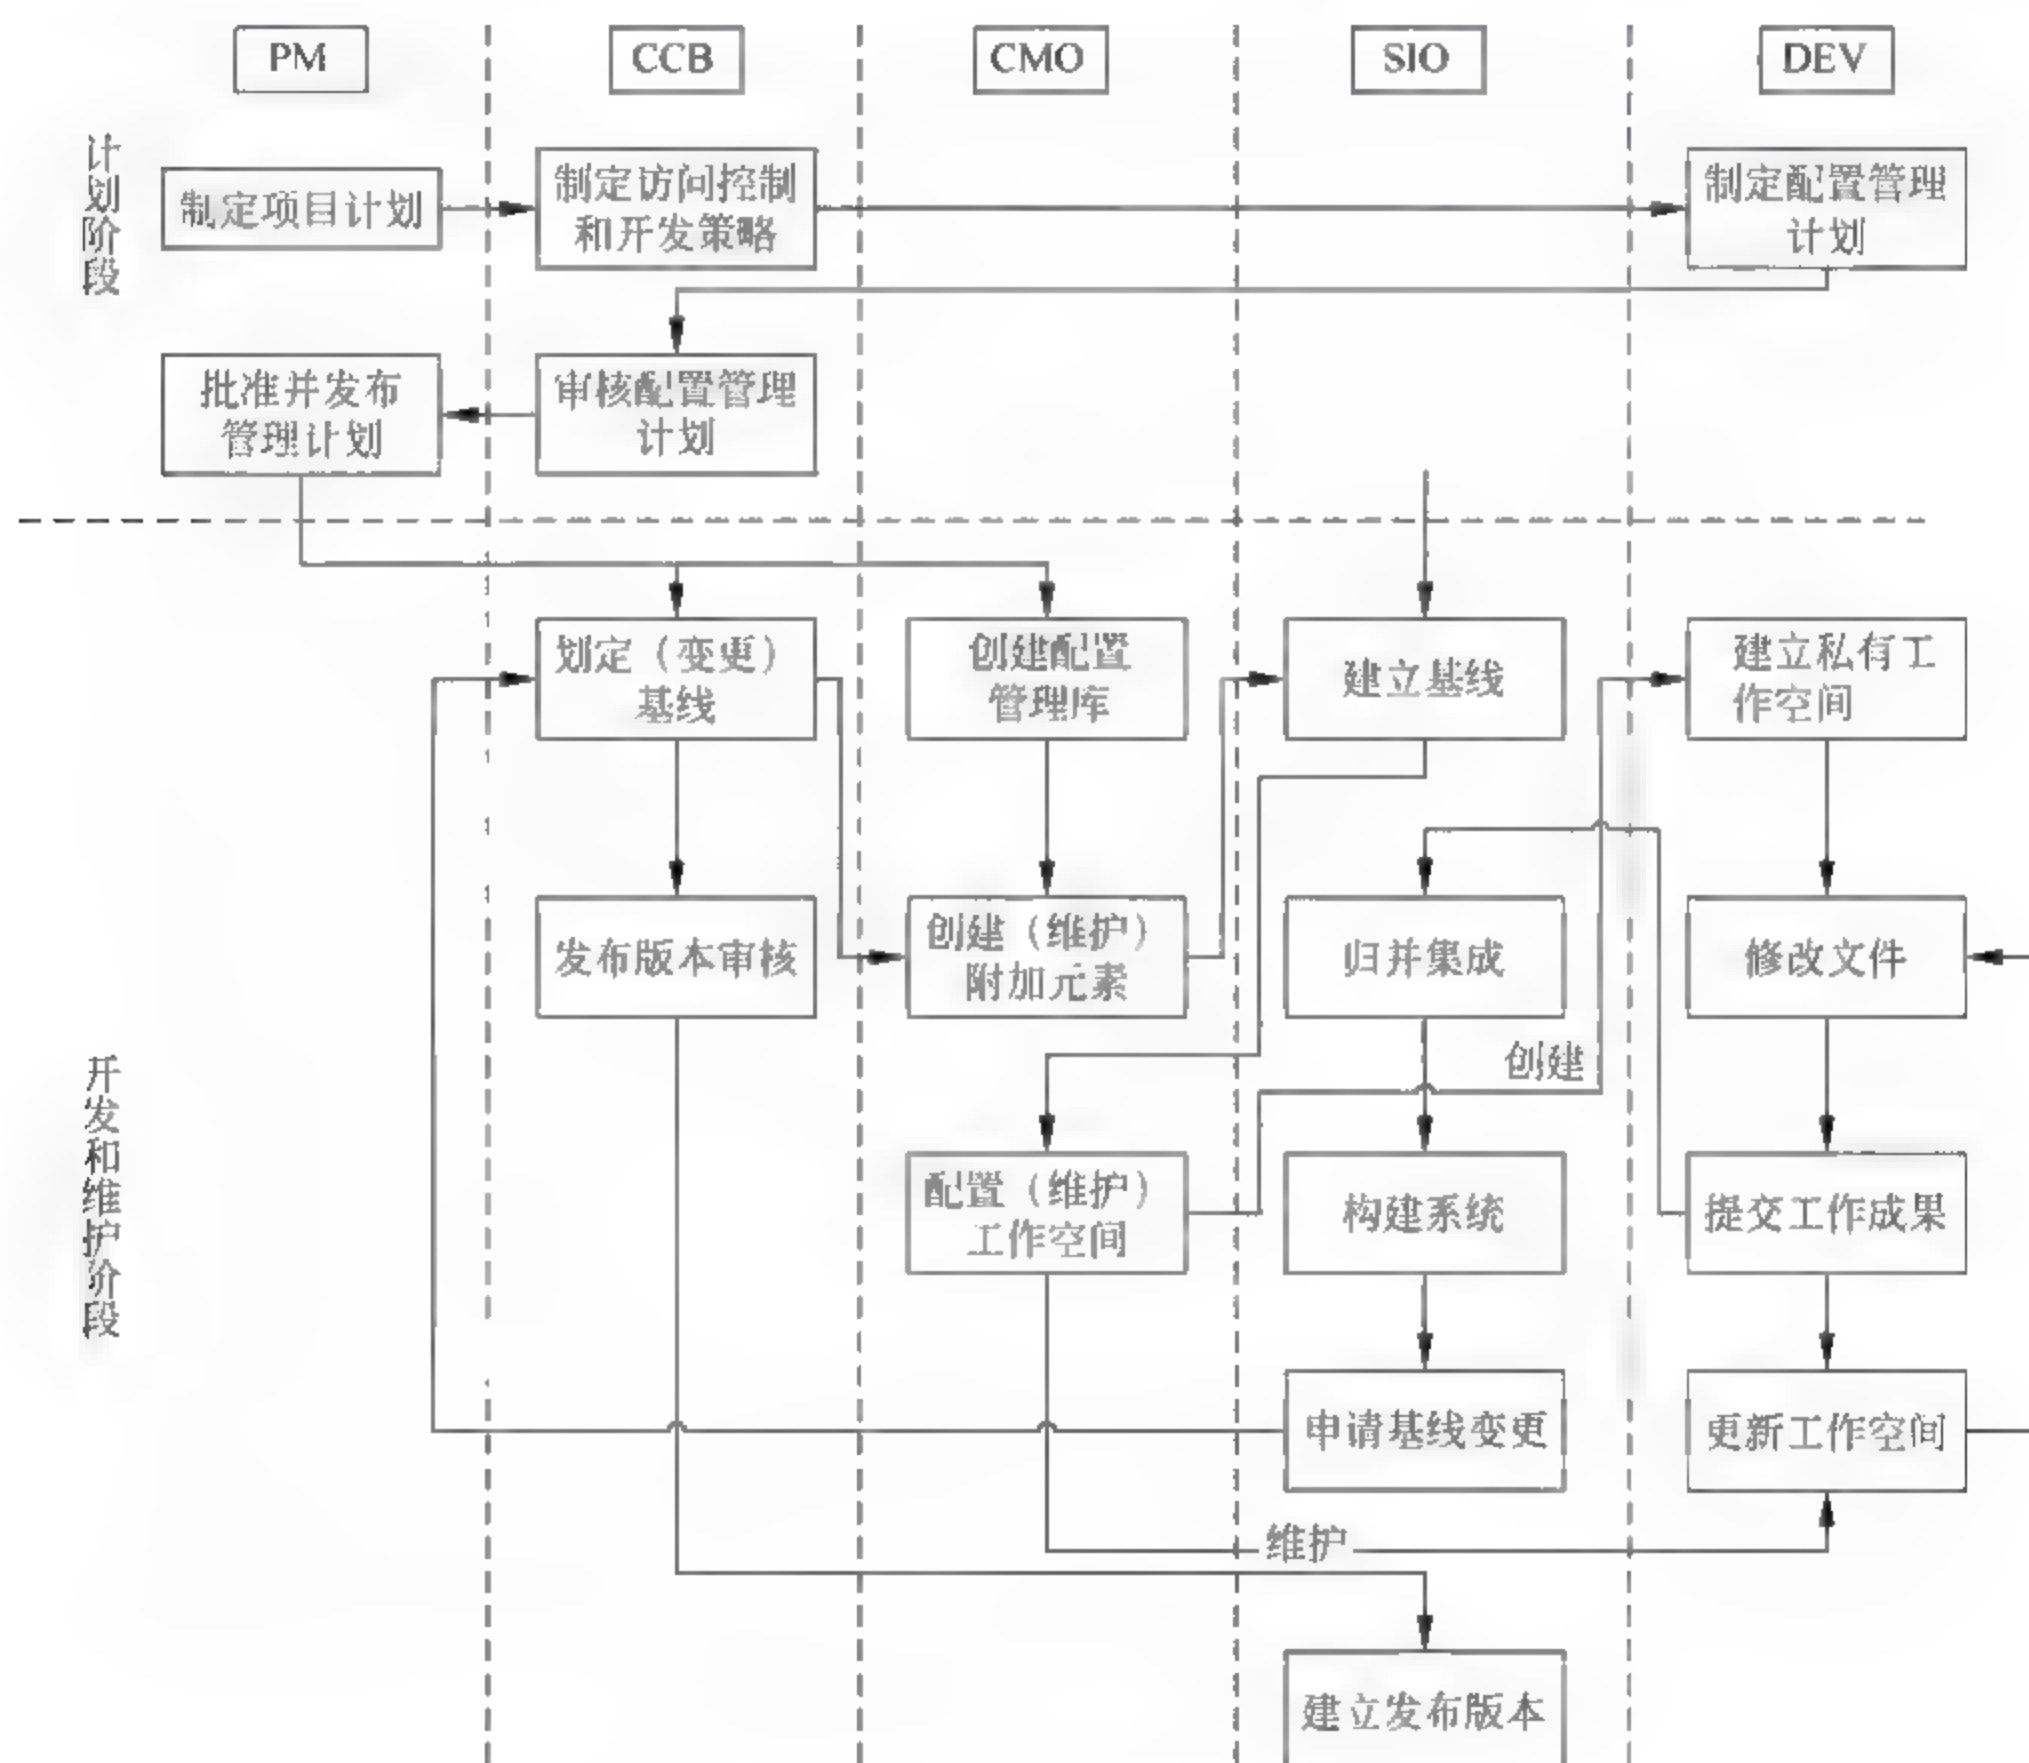 PM
CCB
CMO
SIO
DEV
计划阶段
制定项目计划
制定访问控制
和开发策略
制定配置管理
计划
批准并发布
管理计划
审核配置管理
计划
开发和维护阶段
划定（变更）
基线
创建配置
管理库
建立基线
建立私有工
作空间
发布版本审核
创建（维护）
附加元素
归并集成
修改文件
创建
配置（维护）
工作空间
构建系统
提交工作成果
申请基线变更
更新工作空间
维护
建立发布版本